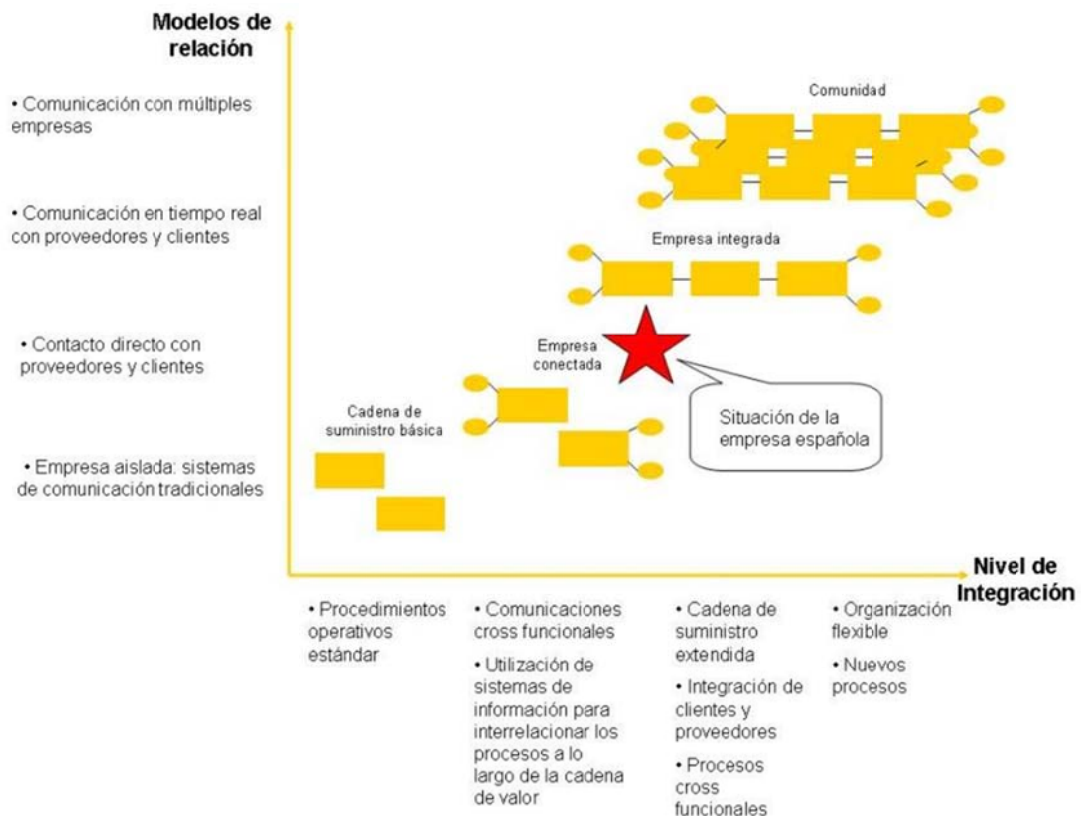 Modelos de
relación
• Comunicación con múltiples
empresas
• Comunicación en tiempo real
con proveedores y clientes
• Contacto directo con
proveedores y clientes
• Empresa aislada: sistemas
de comunicación tradicionales
Comunidad
Empresa integrada
Empresa
conectada
Situación de la
empresa española
Cadena de
suministro básica
Nivel de
Integración
• Procedimientos
operativos
estándar
• Comunicaciones
cross funcionales
• Utilización de
sistemas de
información para
interrelacionar los
procesos a lo
largo de la cadena
de valor
• Cadena de
suministro
extendida
• Integración de
clientes y
proveedores
• Procesos
cross
funcionales
• Organización
flexible
• Nuevos
procesos